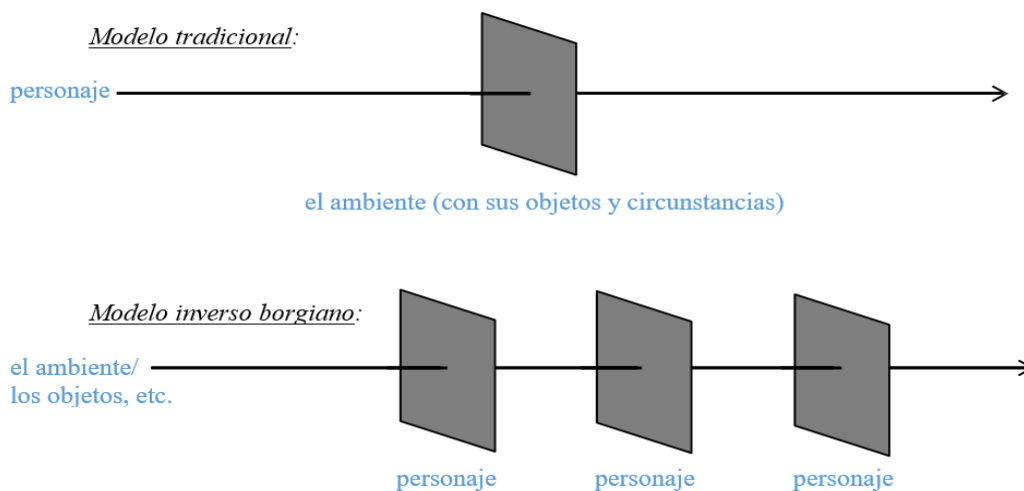 Modelo tradicional:
personaje
el ambiente (con sus objetos y circunstancias)
Modelo inverso borgiano:
el ambiente/
los objetos, etc.
personaje
personaje
personaje